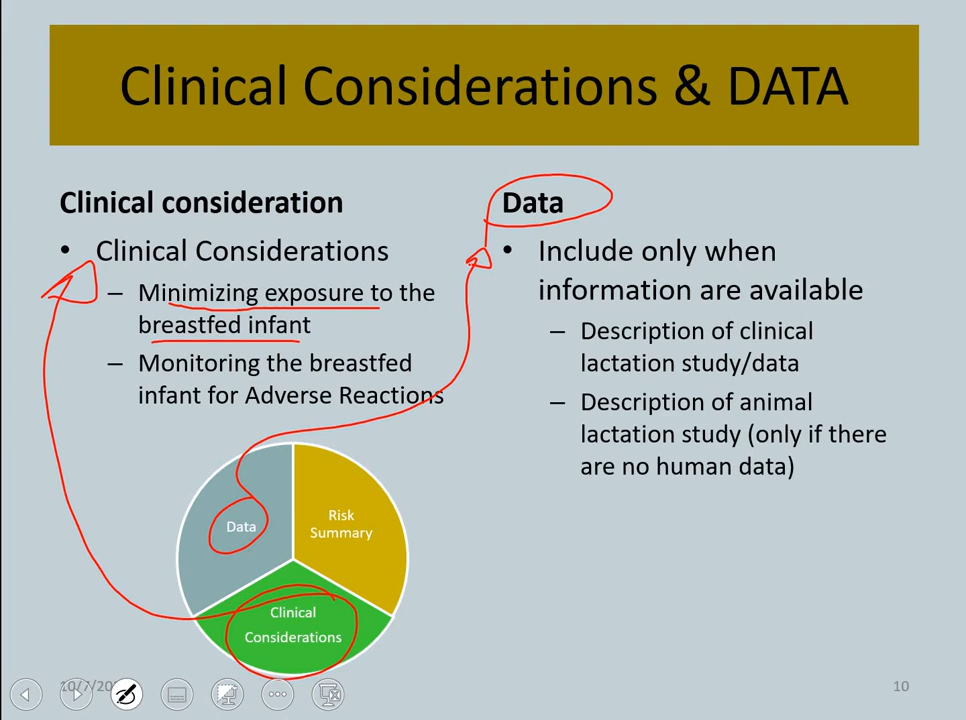 Clinical Considerations & DATA
Clinical consideration
• Clinical Considerations
– Minimizing exposure to the
breastfed infant
– Monitoring the breastfed
infant for Adverse Reactions
Data
• Include only when
information are available
– Description of clinical
lactation study/data
– Description of animal
lactation study (only if there
are no human data)
Data
Risk
Summary
Clinical
Considerations
10